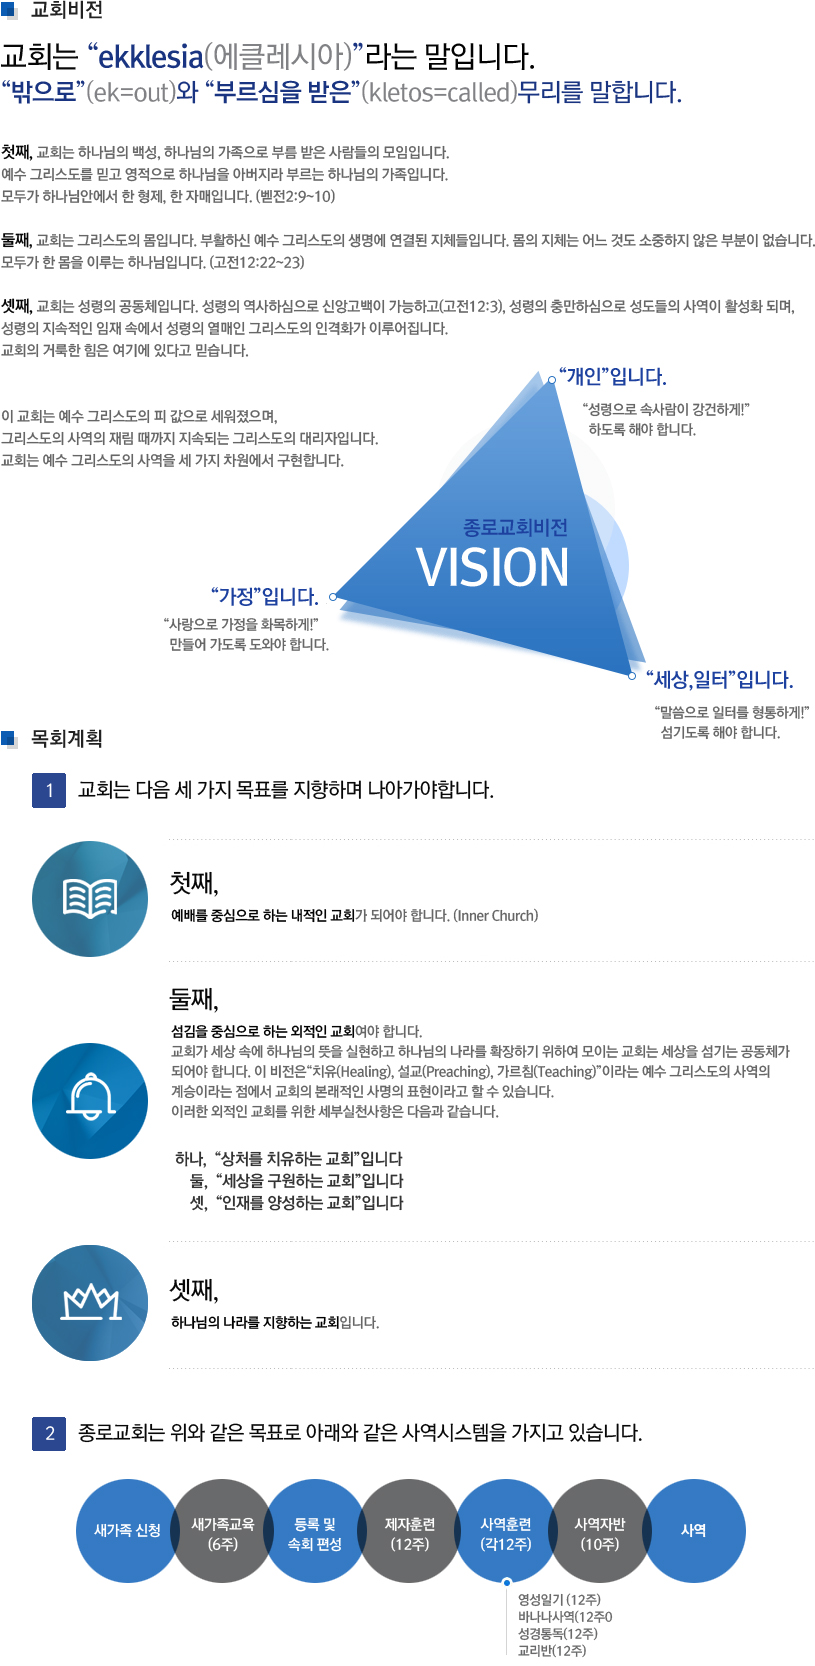 교회비전
교회는 “ekklesia(에클레시아)”라는 말입니다.
“밖으로”(ek=out)와 “부르심을 받은”(kletos=called)무리를 말합니다.
첫째, 교회는 하나님의 백성, 하나님의 가족으로 부름 받은 사람들의 모임입니다.
예수 그리스도를 믿고 영적으로 하나님을 아버지라 부르는 하나님의 가족입니다.
모두가 하나님안에서 한 형제, 한 자매입니다. (벧전2:9~10)
둘째, 교회는 그리스도의 몸입니다. 부활하신 예수 그리스도의 생명에 연결된 지체들입니다. 몸의 지체는 어느 것도 소중하지 않은 부분이 없습니다.
모두가 한 몸을 이루는 하나님입니다. (고전12:22~23)
셋째, 교회는 성령의 공동체입니다. 성령의 역사하심으로 신앙고백이 가능하고(고전12:3), 성령의 충만하심으로 성도들의 사역이 활성화 되며,
성령의 지속적인 임재 속에서 성령의 열매인 그리스도의 인격화가 이루어집니다.
교회의 거룩한 힘은 여기에 있다고 믿습니다.
이 교회는 예수 그리스도의 피 값으로 세워졌으며,
그리스도의 사역의 재림 때까지 지속되는 그리스도의 대리자입니다.
교회는 예수 그리스도의 사역을 세 가지 차원에서 구현합니다.
“개인”입니다.
“성령으로 속사람이 강건하게!”
하도록 해야 합니다.
종로교회비전
VISION
“가정”입니다.
“사랑으로 가정을 화목하게!”
만들어 가도록 도와야 합니다.
“세상,일터”입니다.
“말씀으로 일터를 형통하게!”
섬기도록 해야 합니다.
목회계획
1 교회는 다음 세 가지 목표를 지향하며 나아가야합니다.
첫째,
예배를 중심으로 하는 내적인 교회가 되어야 합니다. (Inner Church)
둘째,
섬김을 중심으로 하는 외적인 교회여야 합니다.
교회가 세상 속에 하나님의 뜻을 실현하고 하나님의 나라를 확장하기 위하여 모이는 교회는 세상을 섬기는 공동체가
되어야 합니다. 이 비전은“치유(Healing), 설교(Preaching), 가르침(Teaching)”이라는 예수 그리스도의 사역의
계승이라는 점에서 교회의 본래적인 사명의 표현이라고 할 수 있습니다.
이러한 외적인 교회를 위한 세부실천사항은 다음과 같습니다.
하나, “상처를 치유하는 교회”입니다
둘, “세상을 구원하는 교회”입니다
셋, “인재를 양성하는 교회”입니다
셋째,
하나님의 나라를 지향하는 교회입니다.
2 종로교회는 위와 같은 목표로 아래와 같은 사역시스템을 가지고 있습니다.
새가족 신청
새가족교육
(6주)
등록 및
속회 편성
제자훈련
(12주)
사역훈련
(각12주)
사역자반
(10주)
사역
영성일기 (12주)
바나나사역(12주0
성경통독(12주)
교리반(12주)